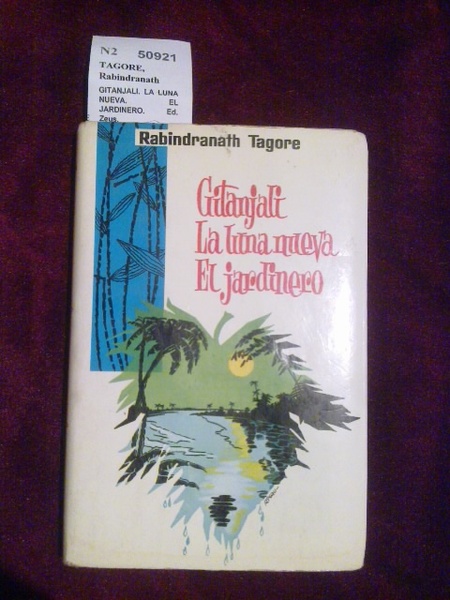 N2 50921
TAGORE,
Rabindranath
GITANJALI. LA LUNA
NUEVA. EL
JARDINERO. Ed.
Zeus.
Rabindranath Tagore
Gitanjali
La luna nueva
El jardinero